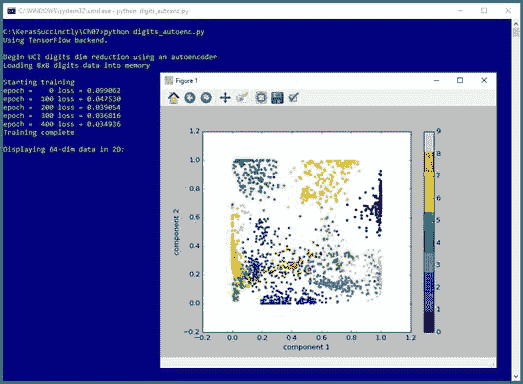 C:\WINDOWS\system32\cmd.exe - python digits_autoenc.py
C:\KerasSuccinctly\Ch07>python digits_autoenc.py
Using TensorFlow backend.
Begin UCI digits dim reduction using an autoencoder
Loading 8x8 digits data into memory
Starting training
epoch =    0 loss = 0.099062
epoch =  100 loss = 0.047530
epoch =  200 loss = 0.039054
epoch =  300 loss = 0.036816
epoch =  400 loss = 0.034936
Training complete
Displaying 64-dim data in 2D:
Figure 1
1.2
1.0
0.8
0.6
0.4
0.2
0.0
−0.2
component 2
−0.2 0.0 0.2 0.4 0.6 0.8 1.0 1.2
component 1
9
8
7
6
5
4
3
2
1
0